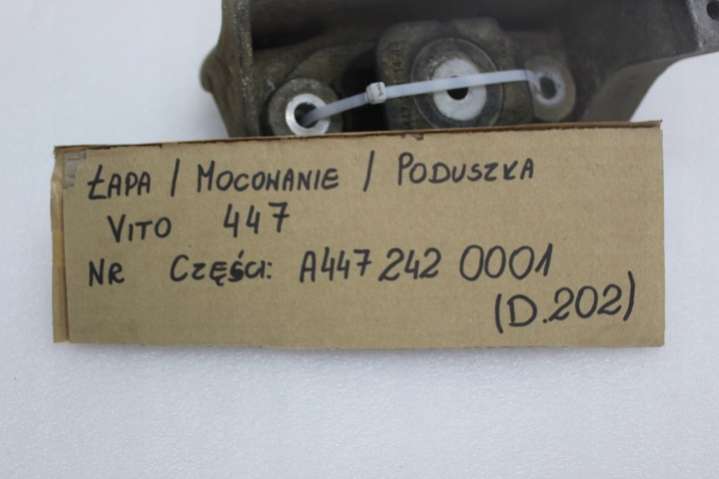 ŁAPA / MOCOWANIE / PODUSZKA
VITO 447
NR CZĘŚCI: A447 242 0001
(D.202)